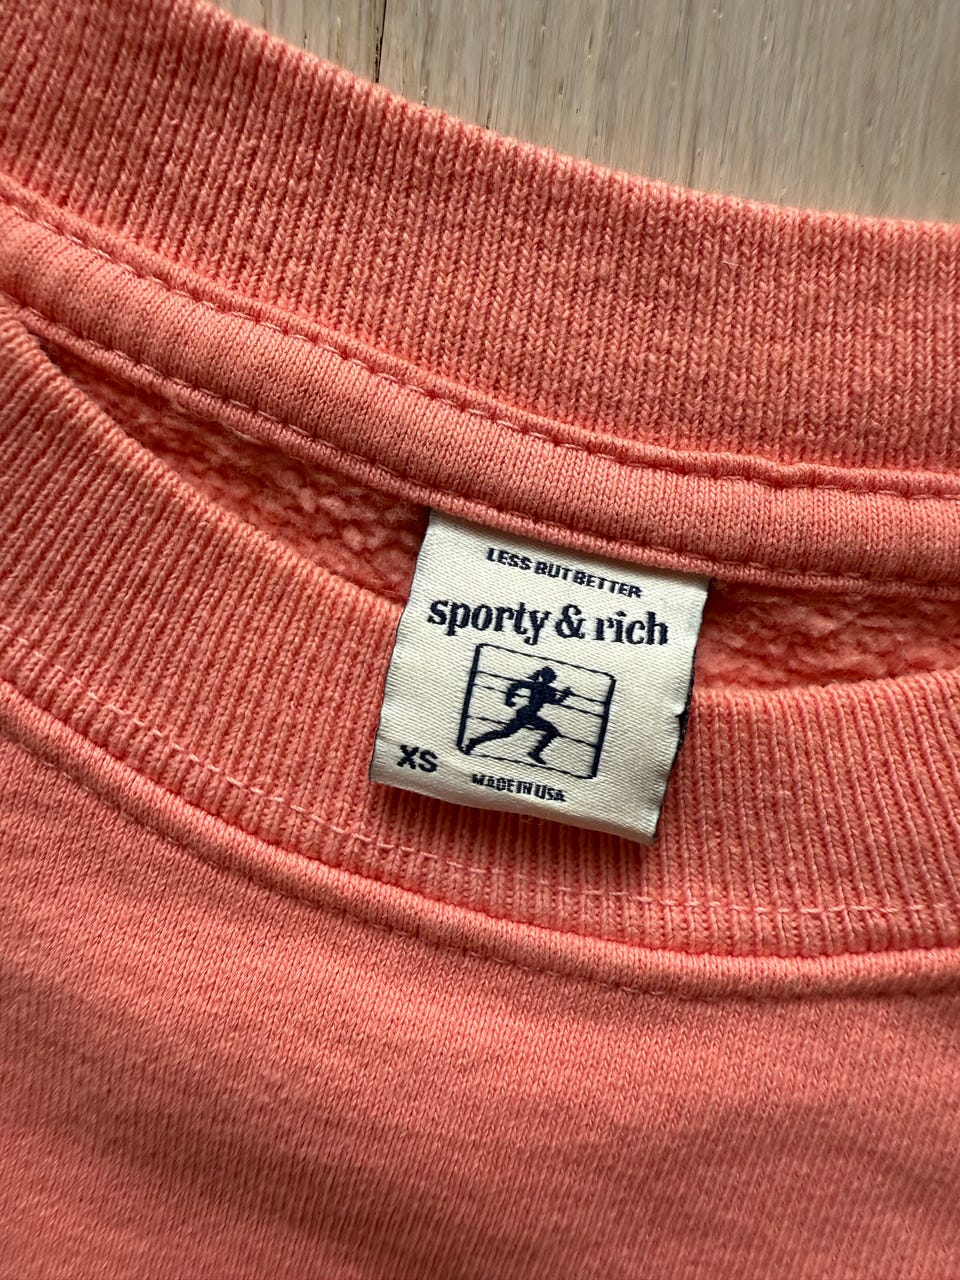 LESS BUT BETTER
sporty & rich
XS
MADE IN USA